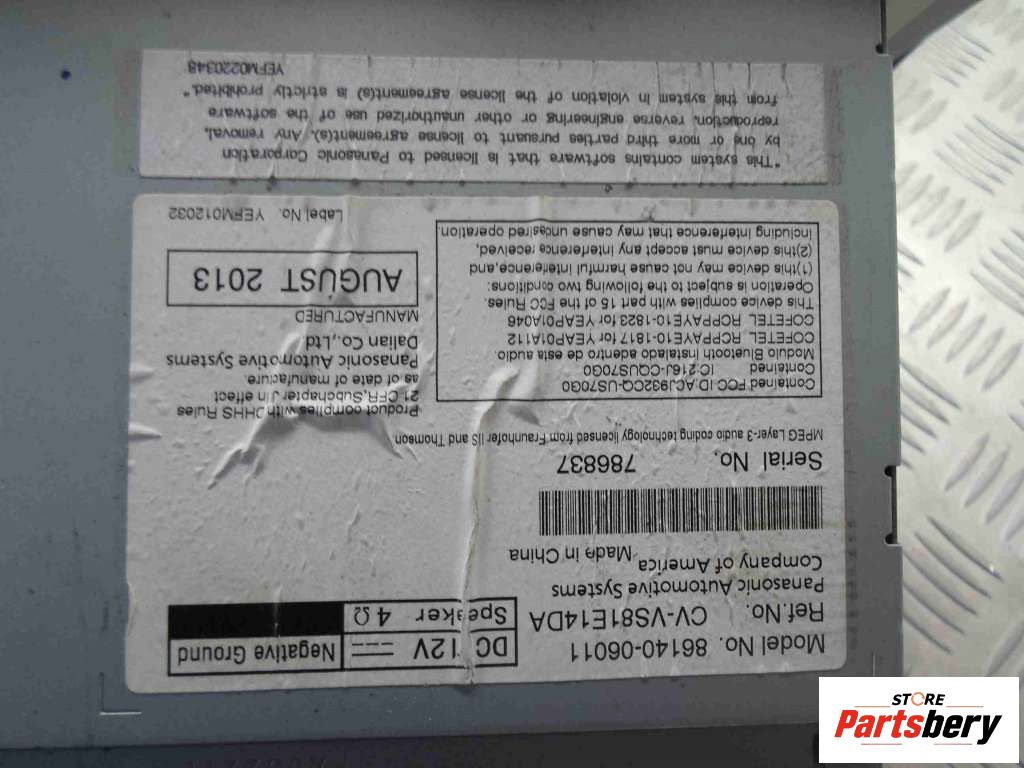 Model No. 86140-06011
Ref.No. CV-VS81E14DA
DC 12V
Negative Ground
Speaker 4Ω
Panasonic Automotive Systems
Company of America
Made in China
Serial No. 786837
MPEG Layer-3 audio coding technology licensed from Fraunhofer IIS and Thomson
Contained FCC-ID:ACJ932CQ-US70G0
Contained IC:216J-CQUS70G0
Modulo Bluetooth instalado adentro de esta audio
COFETEL RCPPAYE10-1817 for YEAP01A112
COFETEL RCPPAYE10-1823 for YEAP01A046
This device complies with part 15 of the FCC Rules.
Operation is subject to the following two conditions:
(1)this device may not cause harmful interference,and,
(2)this device must accept any interference received,
including interference that may cause undesired operation
Product complies with DHHS Rules
21 CFR,Subchapter J in effect
as of date of manufacture.
Panasonic Automotive Systems
Dalian Co.,Ltd.
MANUFACTURED
AUGUST 2013
Label No. YEFM012032
"This system contains software that is licensed to Panasonic Corporation
by one or more third parties pursuant to license agreement(s). Any removal,
reproduction, reverse engineering or other unauthorized use of the software
from this system in violation of the license agreement(s) is strictly prohibited."
YEFM0220348
STORE
Partsbery